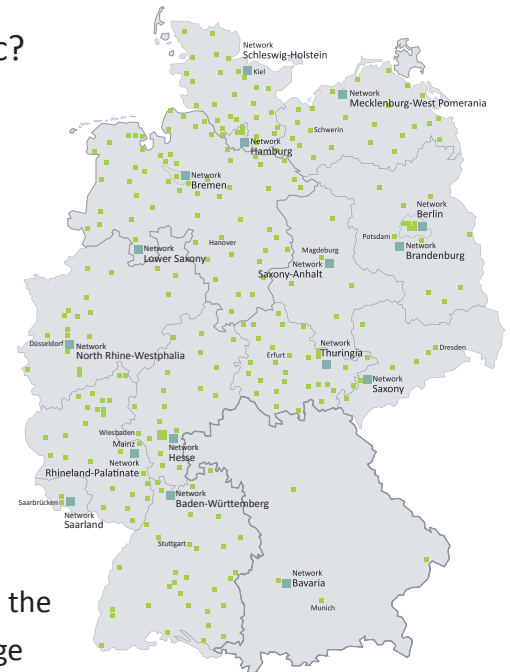 c?
Network
Schleswig-Holstein
Kiel
Network
Mecklenburg-West Pomerania
Schwerin
Network
Hamburg
Network
Bremen
Network
Berlin
Potsdam
Network
Brandenburg
Hanover
Network
Lower Saxony
Magdeburg
Network
Saxony-Anhalt
Düsseldorf
Network
North Rhine-Westphalia
Erfurt
Network
Thuringia
Dresden
Network
Saxony
Wiesbaden
Mainz
Network
Hesse
Network
Rhineland-Palatinate
Network
Baden-Württemberg
Saarbrücken
Network
Saarland
Stuttgart
Network
Bavaria
Munich
the
ge